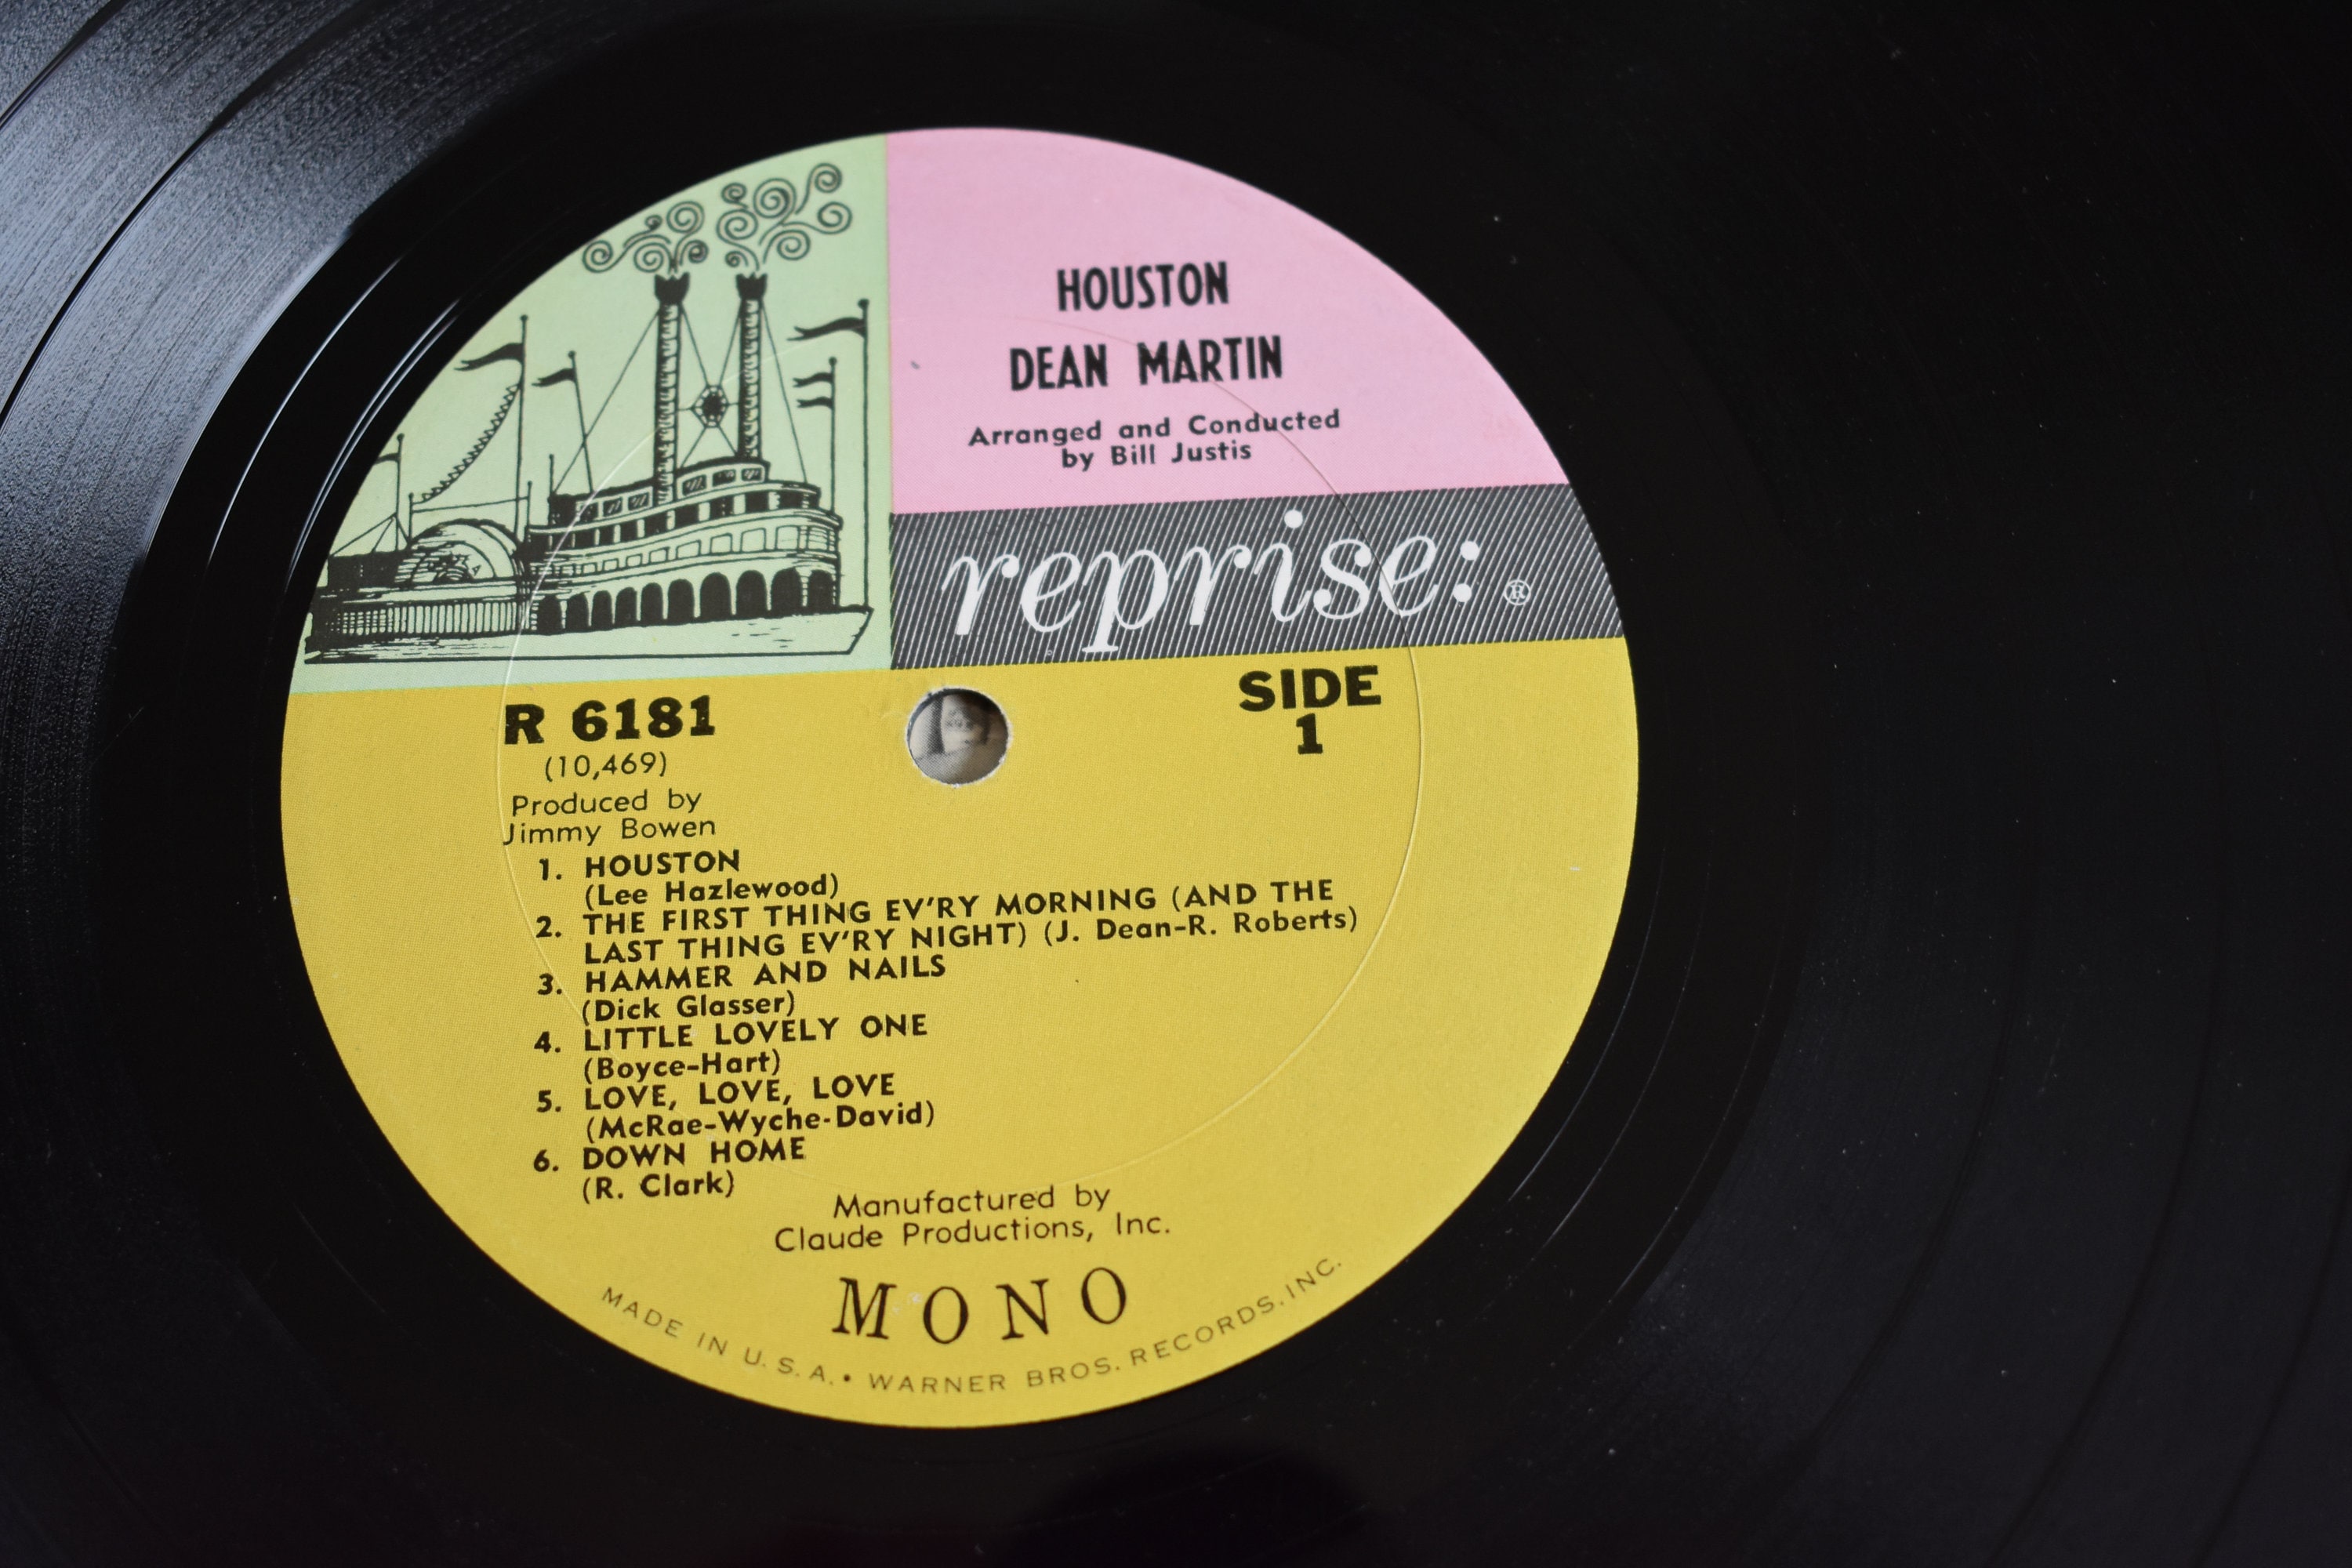 HOUSTON
DEAN MARTIN
Arranged and Conducted
by Bill Justis
reprise:®
R 6181
(10,469)
SIDE
1
Produced by
Jimmy Bowen
1. HOUSTON
(Lee Hazlewood)
2. THE FIRST THING EV'RY MORNING (AND THE
LAST THING EV'RY NIGHT) (J. Dean-R. Roberts)
3. HAMMER AND NAILS
(Dick Glasser)
4. LITTLE LOVELY ONE
(Boyce-Hart)
5. LOVE, LOVE, LOVE
(McRae-Wyche-David)
6. DOWN HOME
(R. Clark)
Manufactured by
Claude Productions, Inc.
MONO
MADE IN U.S.A. • WARNER BROS. RECORDS. INC.